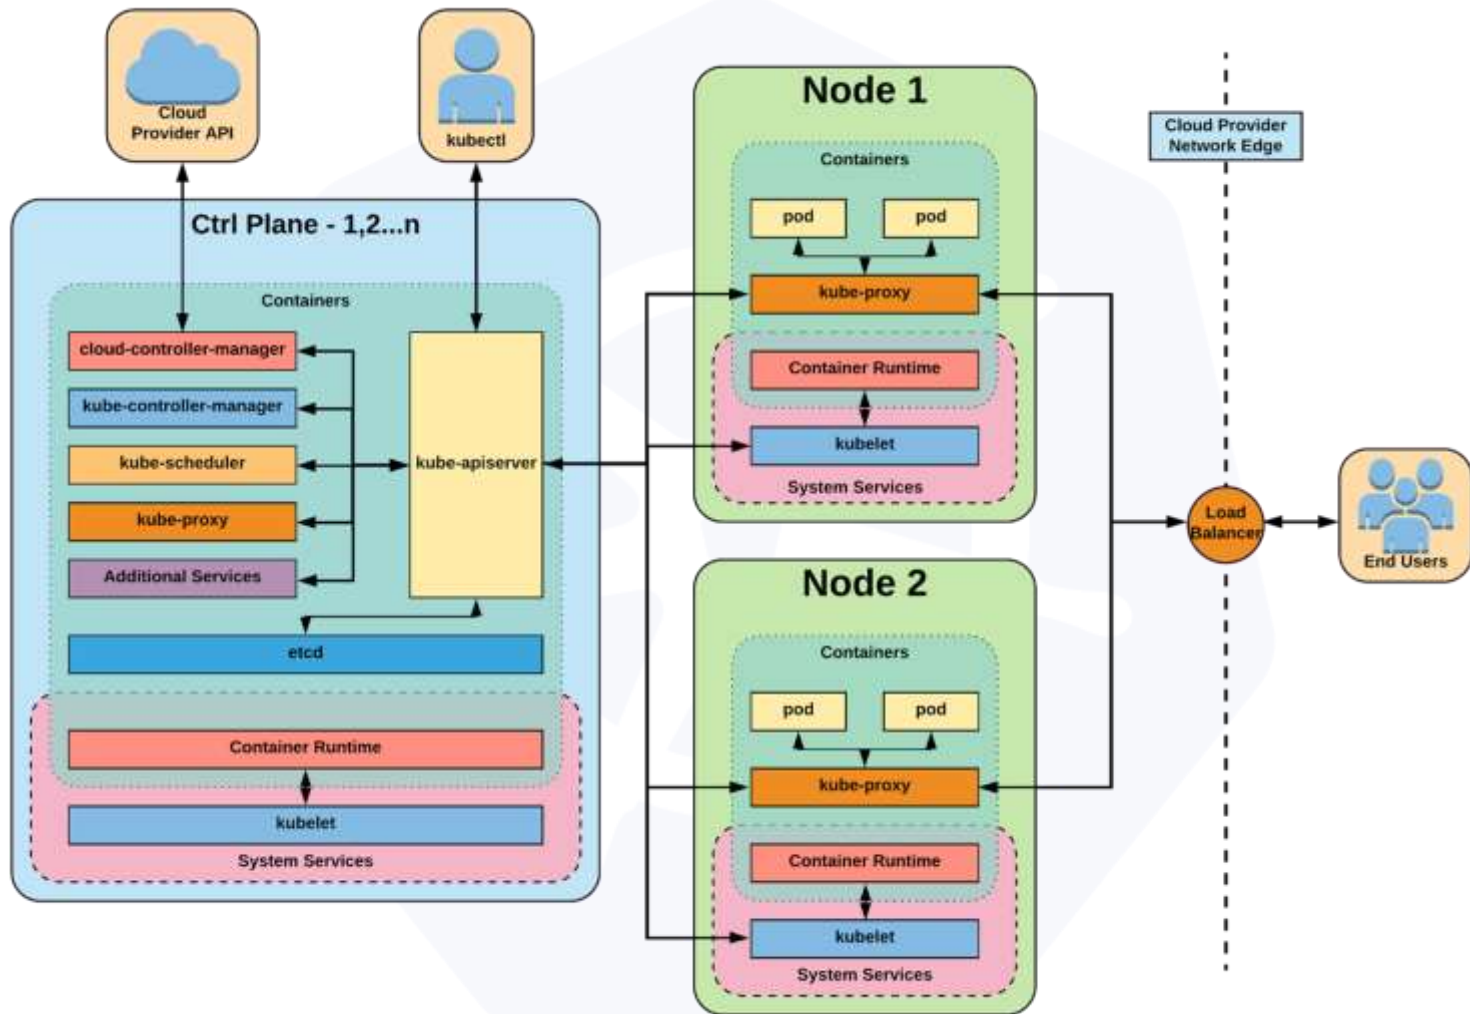 Cloud
Provider API
kubectl
Ctrl Plane - 1,2...n
Containers
cloud-controller-manager
kube-controller-manager
kube-scheduler
kube-proxy
Additional Services
kube-apiserver
etcd
Container Runtime
kubelet
System Services
Node 1
Containers
pod
pod
kube-proxy
Container Runtime
kubelet
System Services
Node 2
Containers
pod
pod
kube-proxy
Container Runtime
kubelet
System Services
Cloud Provider
Network Edge
Load
Balancer
End Users